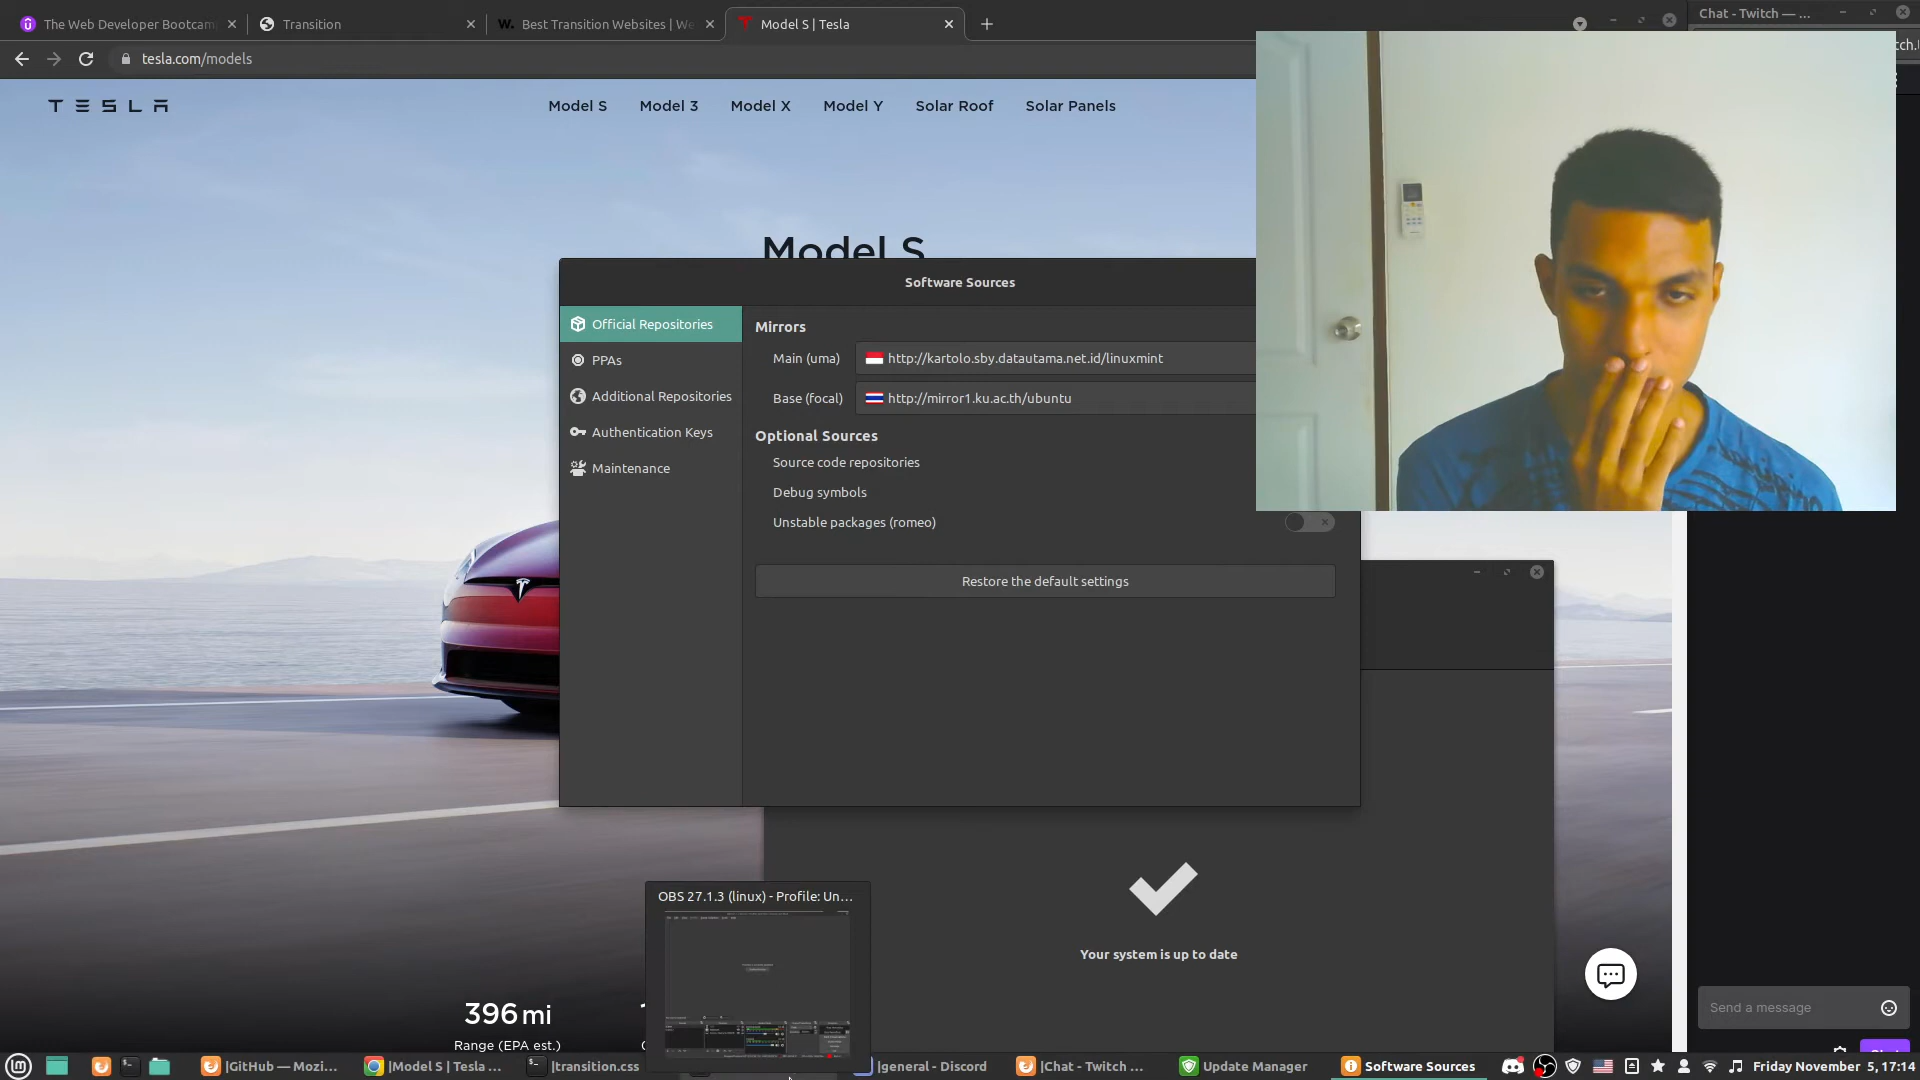 The Web Developer Bootcam
Transition
W. Best Transition Websites | We
Model S | Tesla
Chat - Twitch — ...
tesla.com/models
tch.
TESLA
Model S
Model 3
Model X
Model Y
Solar Roof
Solar Panels
Model S
Software Sources
Official Repositories
PPAs
Additional Repositories
Authentication Keys
Maintenance
Mirrors
Main (uma)
http://kartolo.sby.datautama.net.id/linuxmint
Base (focal)
http://mirror1.ku.ac.th/ubuntu
Optional Sources
Source code repositories
Debug symbols
Unstable packages (romeo)
Restore the default settings
Your system is up to date
OBS 27.1.3 (linux) - Profile: Un...
396 mi
Range (EPA est.)
Send a message
|GitHub — Mozi...
|Model S | Tesla ...
|transition.css
|general - Discord
|Chat - Twitch ...
Update Manager
Software Sources
Friday November 5, 17:14